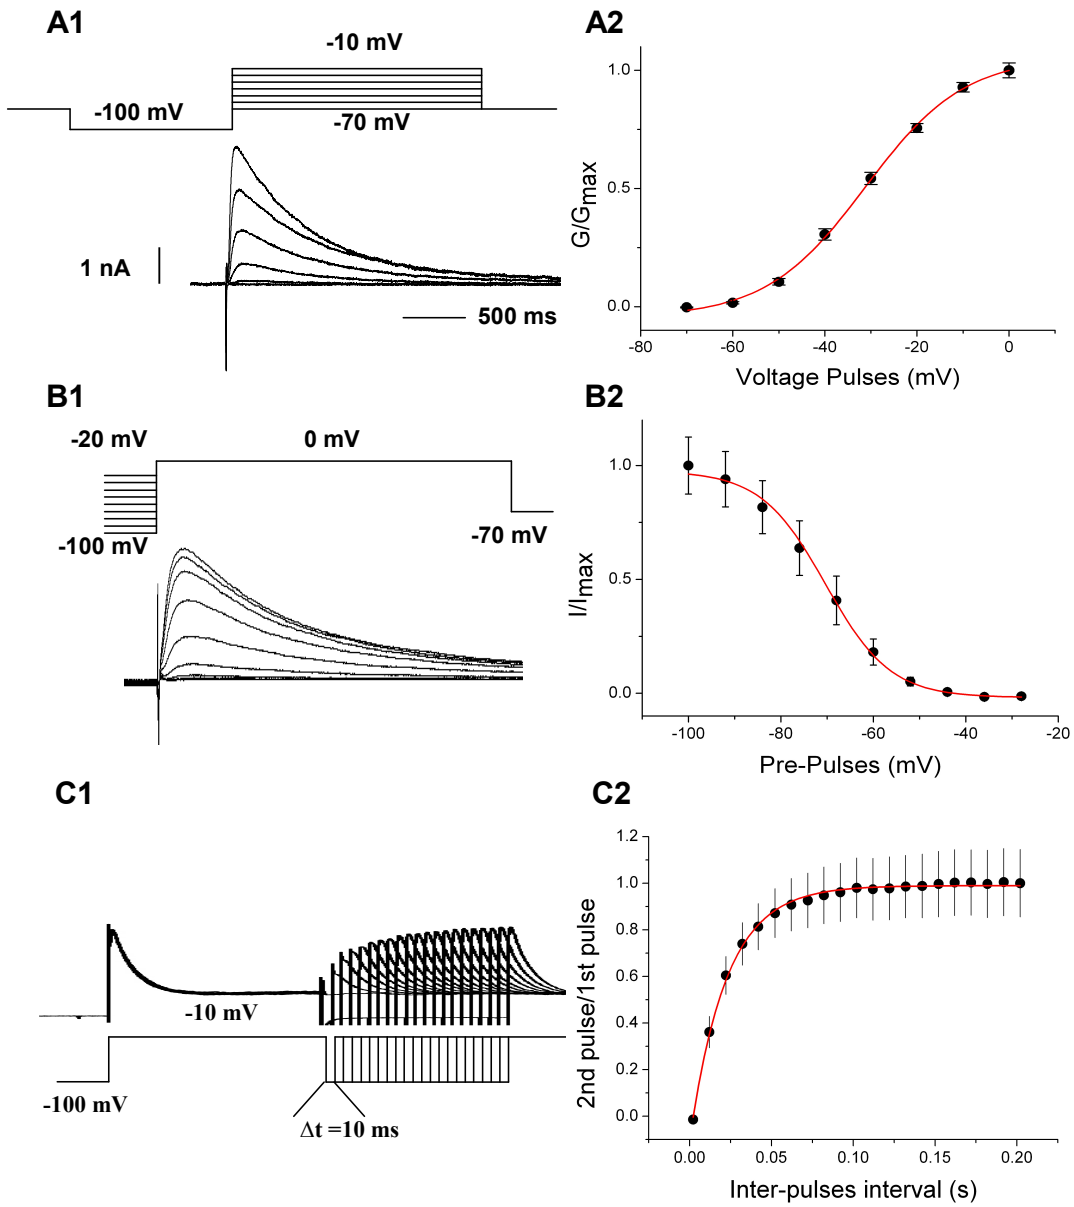 A1
-10 mV
-100 mV
-70 mV
1 nA
500 ms
A2
1.0
0.5
0.0
G/Gmax
-80 -60 -40 -20 0
Voltage Pulses (mV)
B1
-20 mV
0 mV
-100 mV
-70 mV
B2
1.0
0.5
0.0
I/Imax
-100 -80 -60 -40 -20
Pre-Pulses (mV)
C1
-10 mV
-100 mV
Δt =10 ms
C2
1.2
1.0
0.8
0.6
0.4
0.2
0.0
2nd pulse/1st pulse
0.00 0.05 0.10 0.15 0.20
Inter-pulses interval (s)